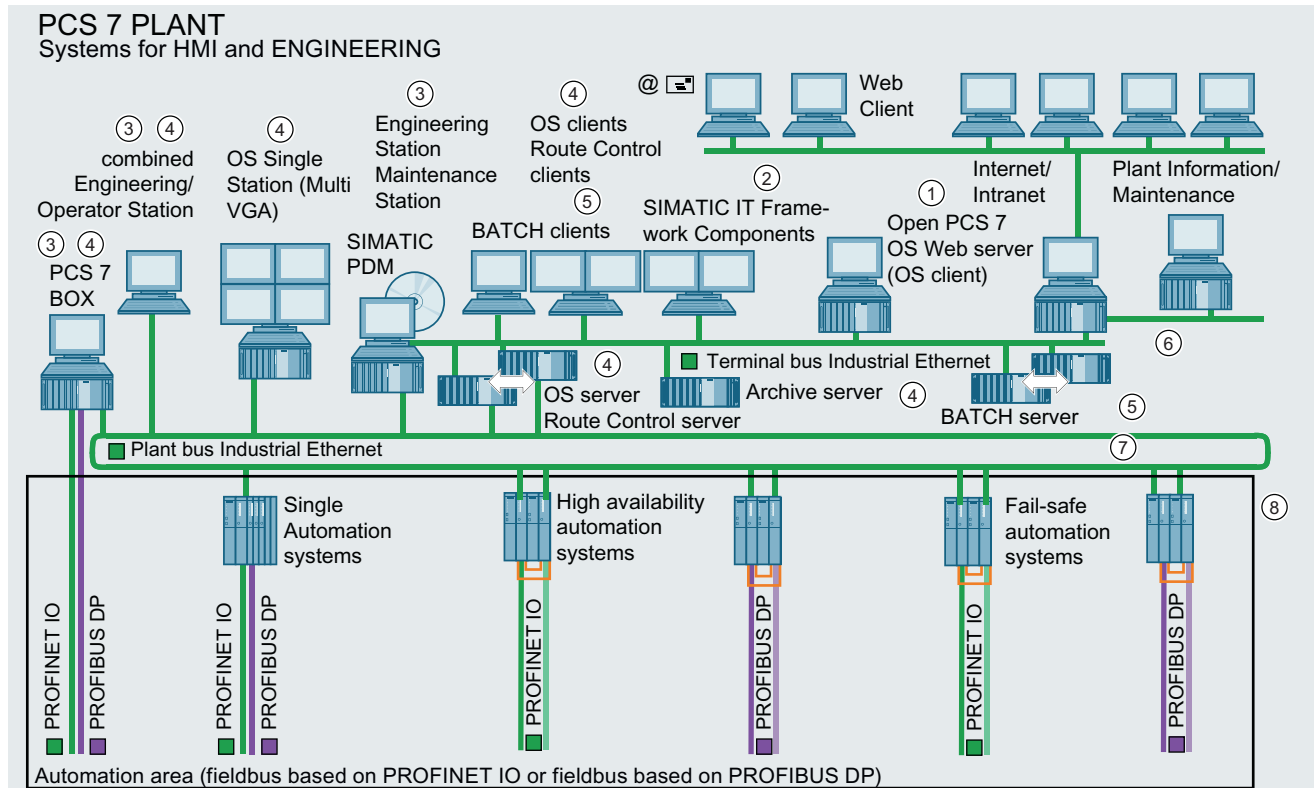 PCS 7 PLANT
Systems for HMI and ENGINEERING
@
Web
Client
③ ④
combined
Engineering/
Operator Station
④
OS Single
Station (Multi
VGA)
③
Engineering
Station
Maintenance
Station
④
OS clients
Route Control
clients
⑤
BATCH clients
②
SIMATIC IT Frame-
work Components
①
Open PCS 7
OS Web server
(OS client)
Internet/
Intranet
Plant Information/
Maintenance
③ ④
PCS 7
BOX
SIMATIC
PDM
⑥
Terminal bus Industrial Ethernet
④
OS server
Route Control server
Archive server ④
BATCH server ⑤
Plant bus Industrial Ethernet
⑦
⑧
Single
Automation
systems
High availability
automation
systems
Fail-safe
automation
systems
PROFINET IO
PROFIBUS DP
PROFINET IO
PROFIBUS DP
PROFINET IO
PROFIBUS DP
PROFINET IO
PROFIBUS DP
Automation area (fieldbus based on PROFINET IO or fieldbus based on PROFIBUS DP)